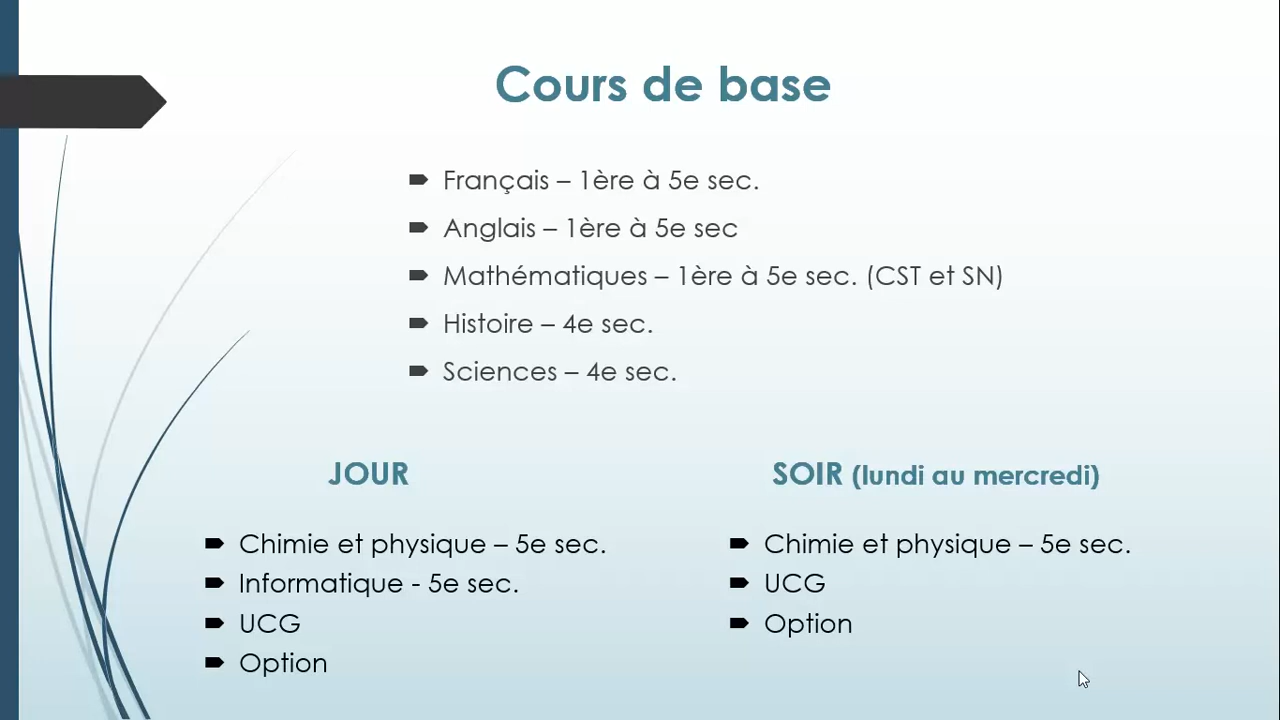 Cours de base
Français – 1ère à 5e sec.
Anglais – 1ère à 5e sec
Mathématiques – 1ère à 5e sec. (CST et SN)
Histoire – 4e sec.
Sciences – 4e sec.
JOUR
Chimie et physique – 5e sec.
Informatique - 5e sec.
UCG
Option
SOIR (lundi au mercredi)
Chimie et physique – 5e sec.
UCG
Option